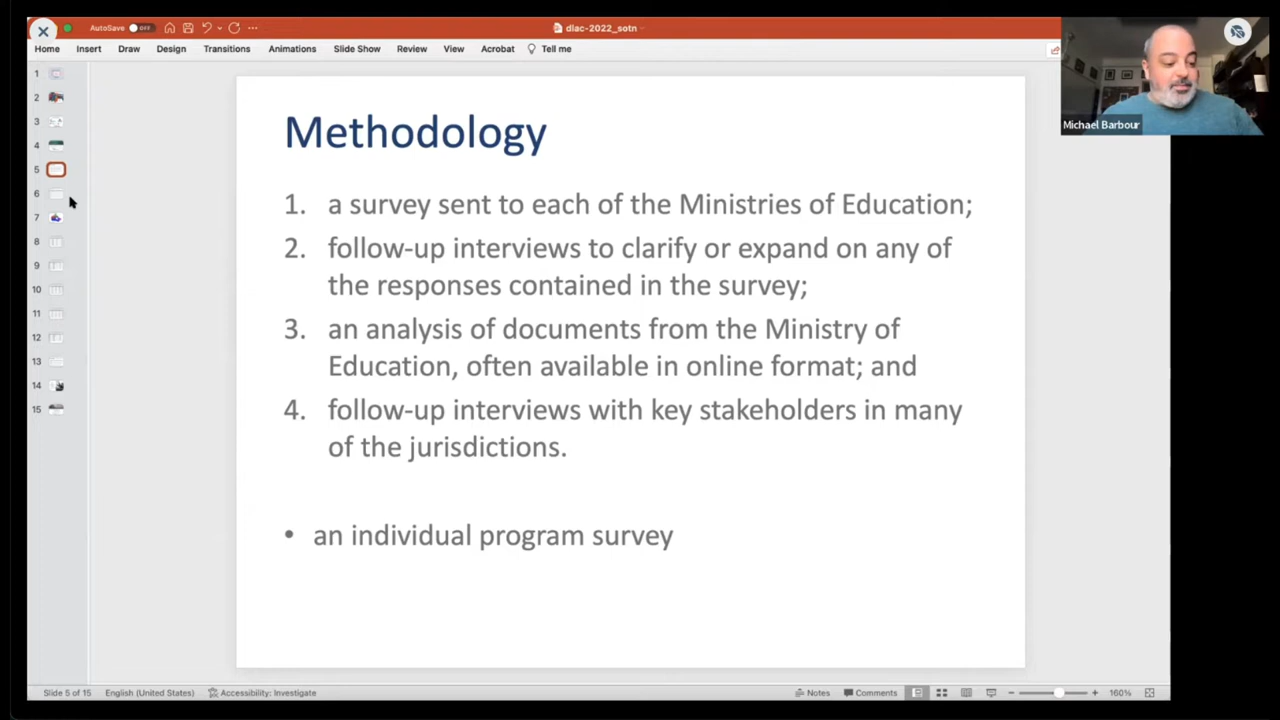 AutoSave OFF
dlac-2022_sotn
Home Insert Draw Design Transitions Animations Slide Show Review View Acrobat Tell me
Michael Barbour
1
2
3
4
5
6
7
8
9
10
11
12
13
14
15
Methodology
1. a survey sent to each of the Ministries of Education;
2. follow-up interviews to clarify or expand on any of
the responses contained in the survey;
3. an analysis of documents from the Ministry of
Education, often available in online format; and
4. follow-up interviews with key stakeholders in many
of the jurisdictions.
• an individual program survey
Slide 5 of 15 English (United States) Accessibility: Investigate Notes Comments 160%